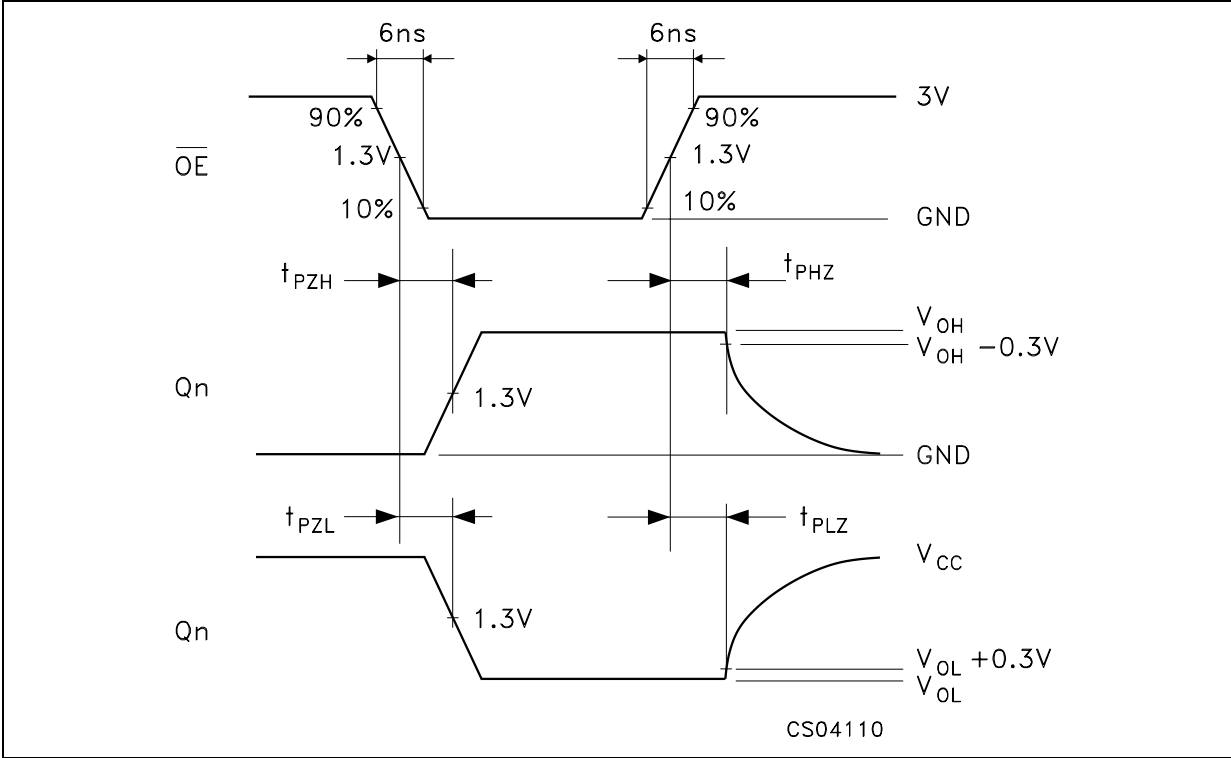 6ns 6ns
3V
90% 90%
OE 1.3V 1.3V
10% 10%
GND
tPZH tPHZ
VOH
VOH −0.3V
Qn 1.3V
GND
tPZL tPLZ
VCC
Qn 1.3V
VOL +0.3V
VOL
CS04110